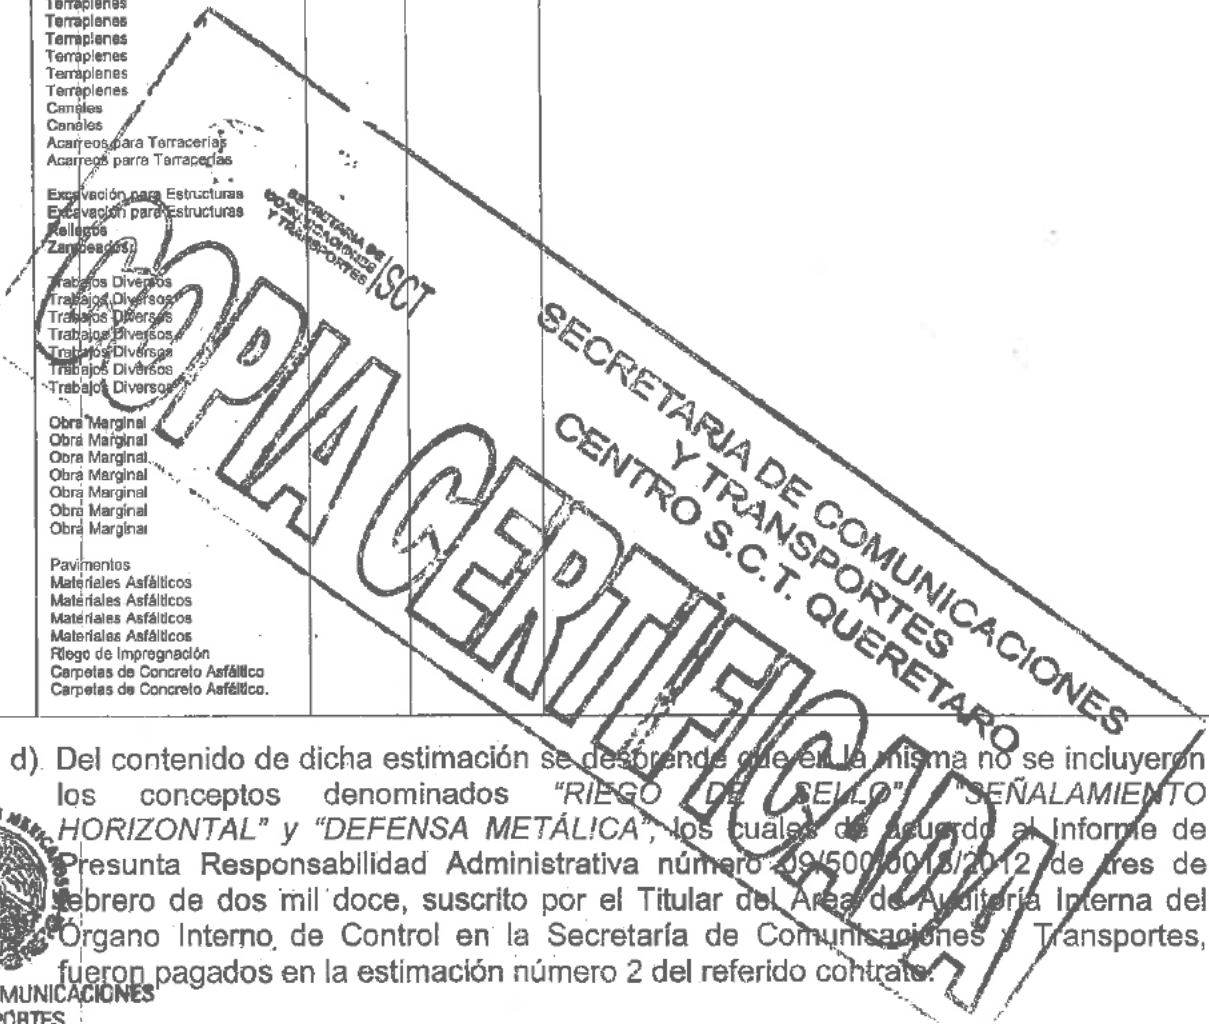 Terraplenes
Terraplenes
Terraplenes
Terraplenes
Terraplenes
Terraplenes
Canales
Canales
Acarreos para Terracerias
Acarreos parra Terracerias
Excavación para Estructuras
Excavación para Estructuras
Rellenos
Zampeados
Trabajos Diversos
Trabajos Diversos
Trabajos Diversos
Trabajos Diversos
Trabajos Diversos
Trabajos Diversos
Trabajos Diversos
Obra Marginal
Obra Marginal
Obra Marginal
Obra Marginal
Obra Marginal
Obra Marginal
Obra Marginal
Pavimentos
Materiales Asfálticos
Materiales Asfálticos
Materiales Asfálticos
Materiales Asfálticos
Riego de Impregnación
Carpetas de Concreto Asfáltico
Carpetas de Concreto Asfáltico.
SECRETARIA DE
COMUNICACIONES
Y TRANSPORTES
SCT
COPIA CERTIFICADA
SECRETARIA DE COMUNICACIONES
Y TRANSPORTES
CENTRO S.C.T. QUERETARO
d) Del contenido de dicha estimación se desprende que en la misma no se incluyeron
los conceptos denominados "RIEGO DE SELLO" "SEÑALAMIENTO
HORIZONTAL" y "DEFENSA METÁLICA", los cuales de acuerdo al Informe de
Presunta Responsabilidad Administrativa número 09/500/0018/2012 de tres de
febrero de dos mil doce, suscrito por el Titular del Área de Auditoría Interna del
Órgano Interno de Control en la Secretaría de Comunicaciones y Transportes,
fueron pagados en la estimación número 2 del referido contrato.
MUNICACIONES
PORTES